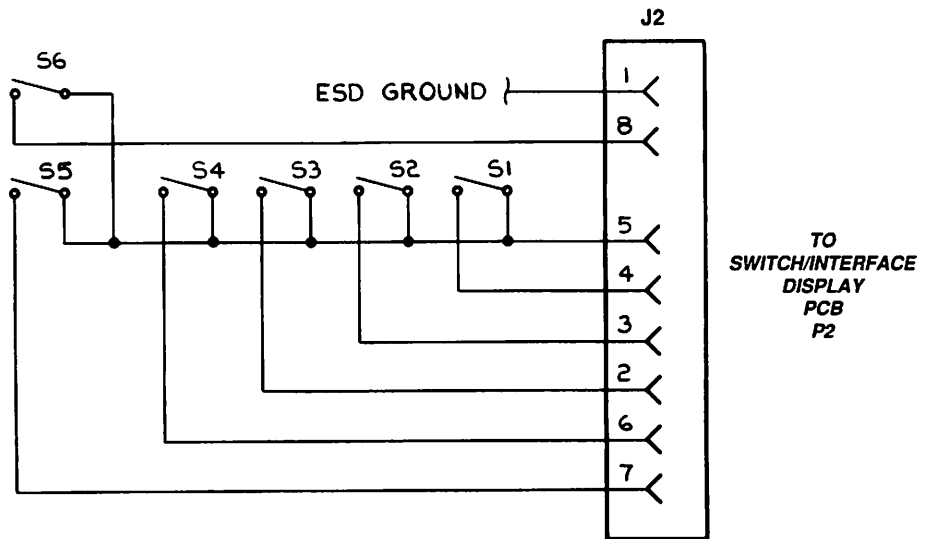 J2
S6
ESD GROUND
1
8
S5
S4
S3
S2
S1
5
4
3
2
6
7
TO
SWITCH/INTERFACE
DISPLAY
PCB
P2